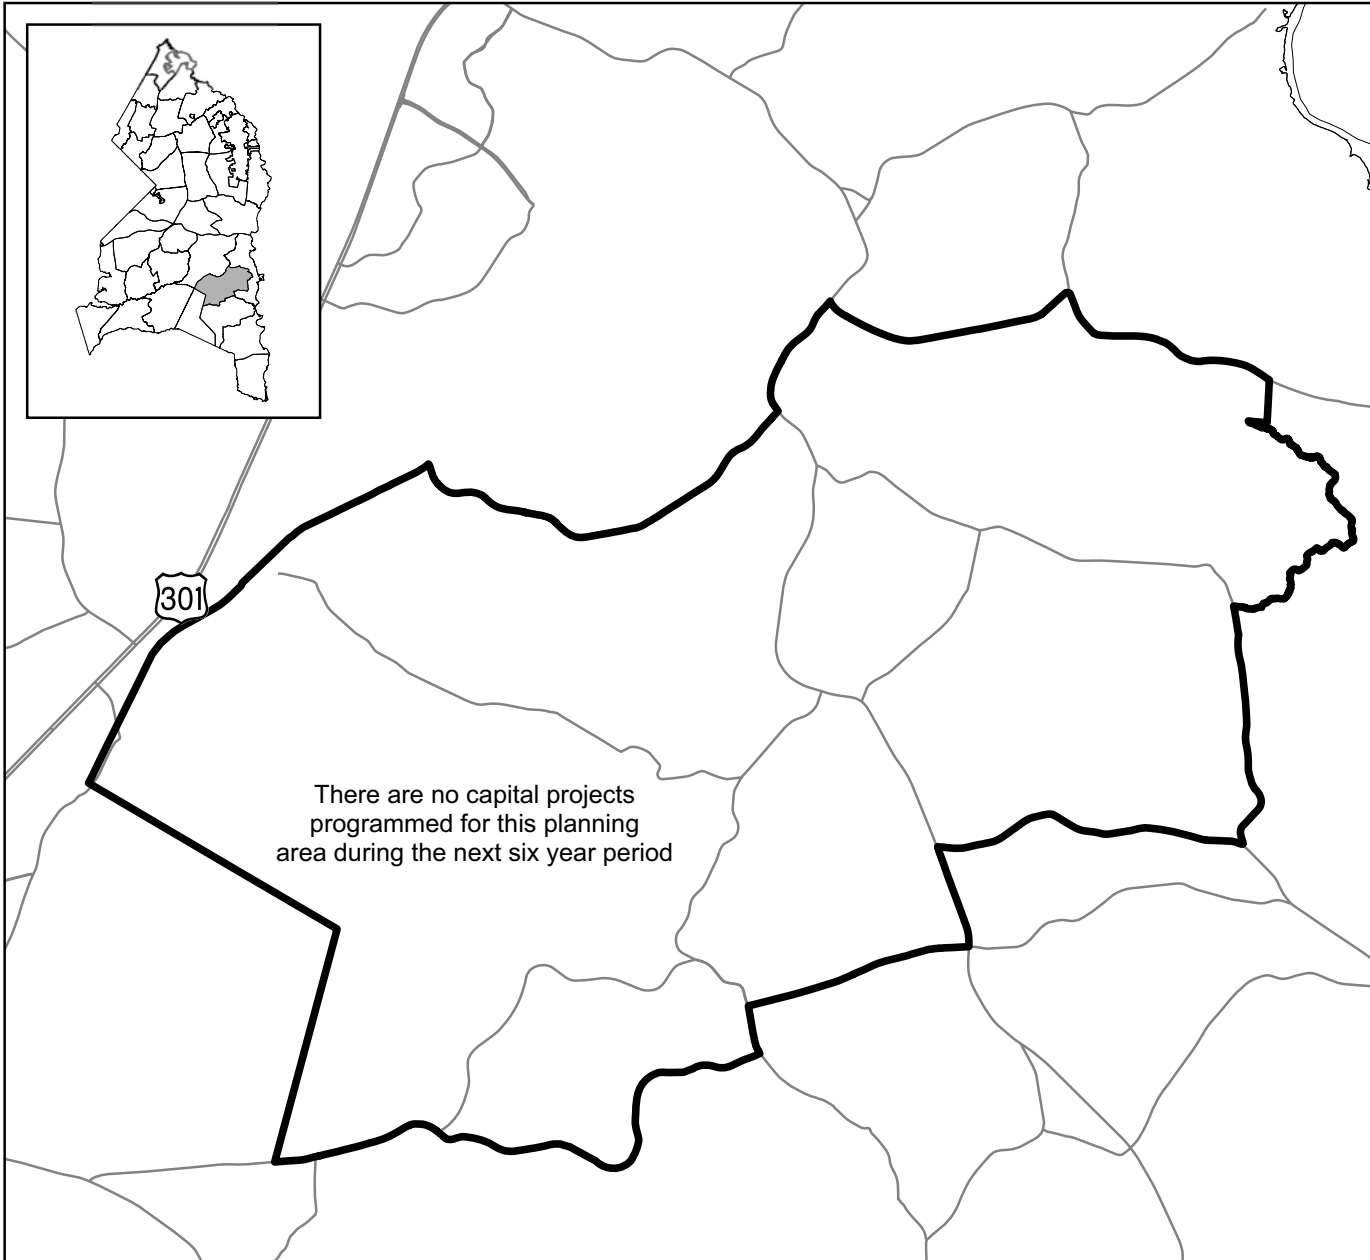 301
There are no capital projects
programmed for this planning
area during the next six year period